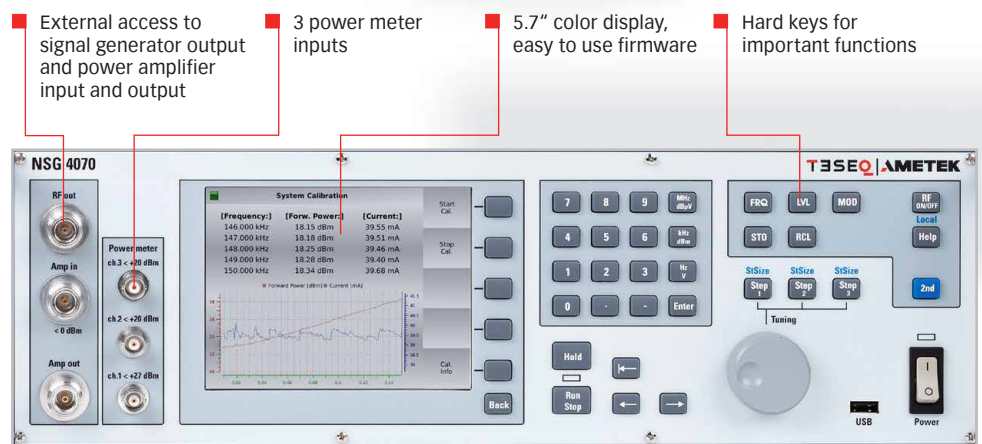 External access to
signal generator output
and power amplifier
input and output
3 power meter
inputs
5.7“ color display,
easy to use firmware
Hard keys for
important functions
NSG 4070
TESEQ | AMETEK
RF out
Amp in
< 0 dBm
Amp out
Power meter
ch.3 < +20 dBm
ch.2 < +20 dBm
ch.1 < +27 dBm
System Calibration
[Frequency:] [Forw. Power:] [Current:]
146.000 kHz 18.15 dBm 39.55 mA
147.000 kHz 18.18 dBm 39.51 mA
148.000 kHz 18.25 dBm 39.46 mA
149.000 kHz 18.28 dBm 39.40 mA
150.000 kHz 18.34 dBm 39.68 mA
Forward Power [dBm] Current [mA]
Start
Cal.
Stop
Cal.
Cal.
Info
Back
7 8 9 MHz dBµV
4 5 6 kHz dBm
1 2 3 Hz V
0 . - Enter
Hold
Run
Stop
FRQ LVL MOD
STO RCL
RF
ON/OFF
Local
Help
2nd
StSize StSize StSize
Step 1 Step 2 Step 3
Tuning
USB
Power